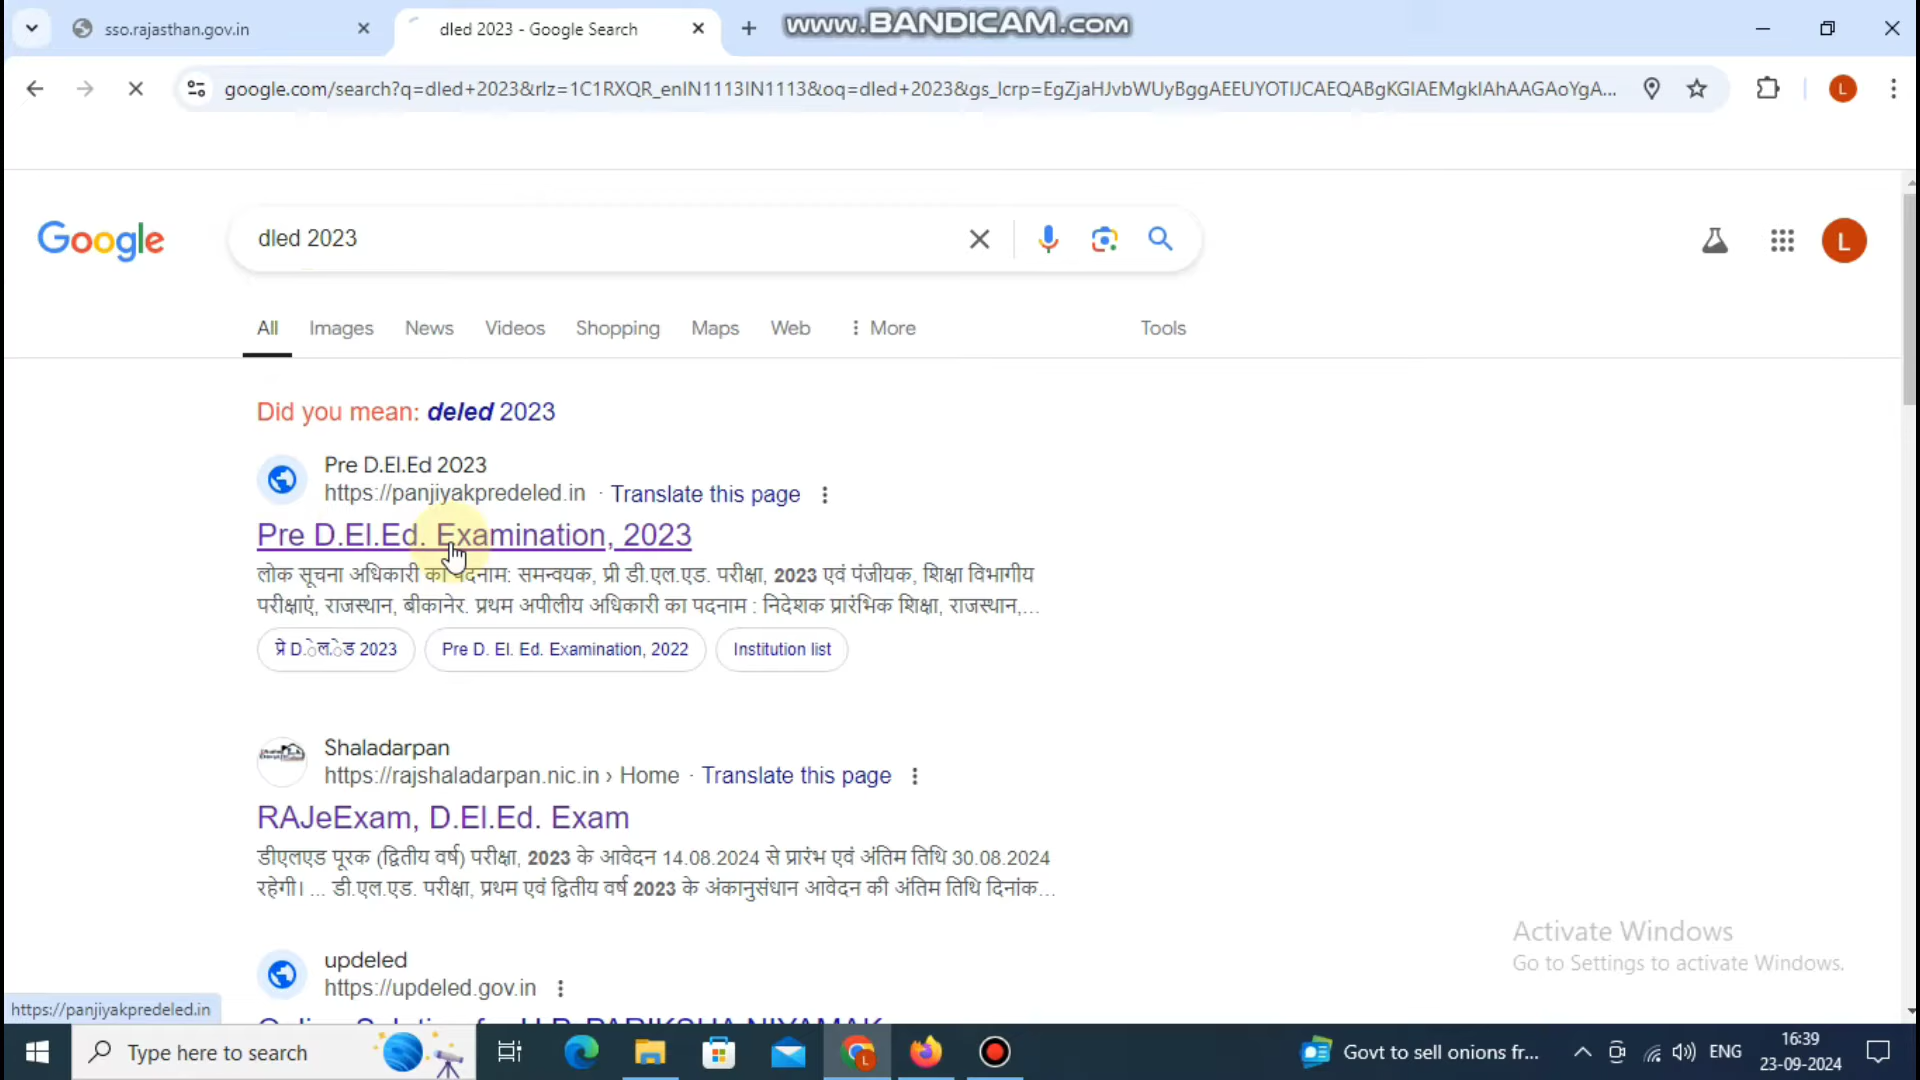 www.BANDICAM.com
sso.rajasthan.gov.in
dled 2023 - Google Search
google.com/search?q=dled+2023&rlz=1C1RXQR_enIN1113IN1113&oq=dled+2023&gs_lcrp=EgZjaHJvbWUyBggAEEUYOTIJCAEQABgKGIAEMgkIAhAAGAoYgA...
L
Google
dled 2023
L
All Images News Videos Shopping Maps Web More Tools
Did you mean: deled 2023
Pre D.El.Ed 2023
https://panjiyakpredeled.in · Translate this page
Pre D.El.Ed. Examination, 2023
लोक सूचना अधिकारी का पदनाम: समन्वयक, प्री डी.एल.एड. परीक्षा, 2023 एवं पंजीयक, शिक्षा विभागीय
परीक्षाएं, राजस्थान, बीकानेर. प्रथम अपीलीय अधिकारी का पदनाम : निदेशक प्रारंभिक शिक्षा, राजस्थान,...
प्रे D.ेल.ेड 2023 Pre D. El. Ed. Examination, 2022 Institution list
Shaladarpan
https://rajshaladarpan.nic.in › Home · Translate this page
RAJeExam, D.El.Ed. Exam
डीएलएड पूरक (द्वितीय वर्ष) परीक्षा, 2023 के आवेदन 14.08.2024 से प्रारंभ एवं अंतिम तिथि 30.08.2024
रहेगी। ... डी.एल.एड. परीक्षा, प्रथम एवं द्वितीय वर्ष 2023 के अंकानुसंधान आवेदन की अंतिम तिथि दिनांक...
updeled
https://updeled.gov.in
Activate Windows
Go to Settings to activate Windows.
https://panjiyakpredeled.in
Type here to search
Govt to sell onions fr...
ENG
16:39
23-09-2024